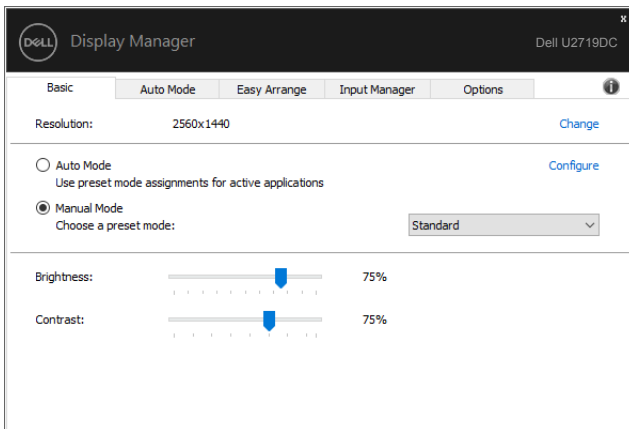 x
DELL Display Manager
Dell U2719DC
Basic Auto Mode Easy Arrange Input Manager Options i
Resolution: 2560x1440 Change
Auto Mode Configure
Use preset mode assignments for active applications
Manual Mode
Choose a preset mode: Standard
Brightness: 75%
Contrast: 75%